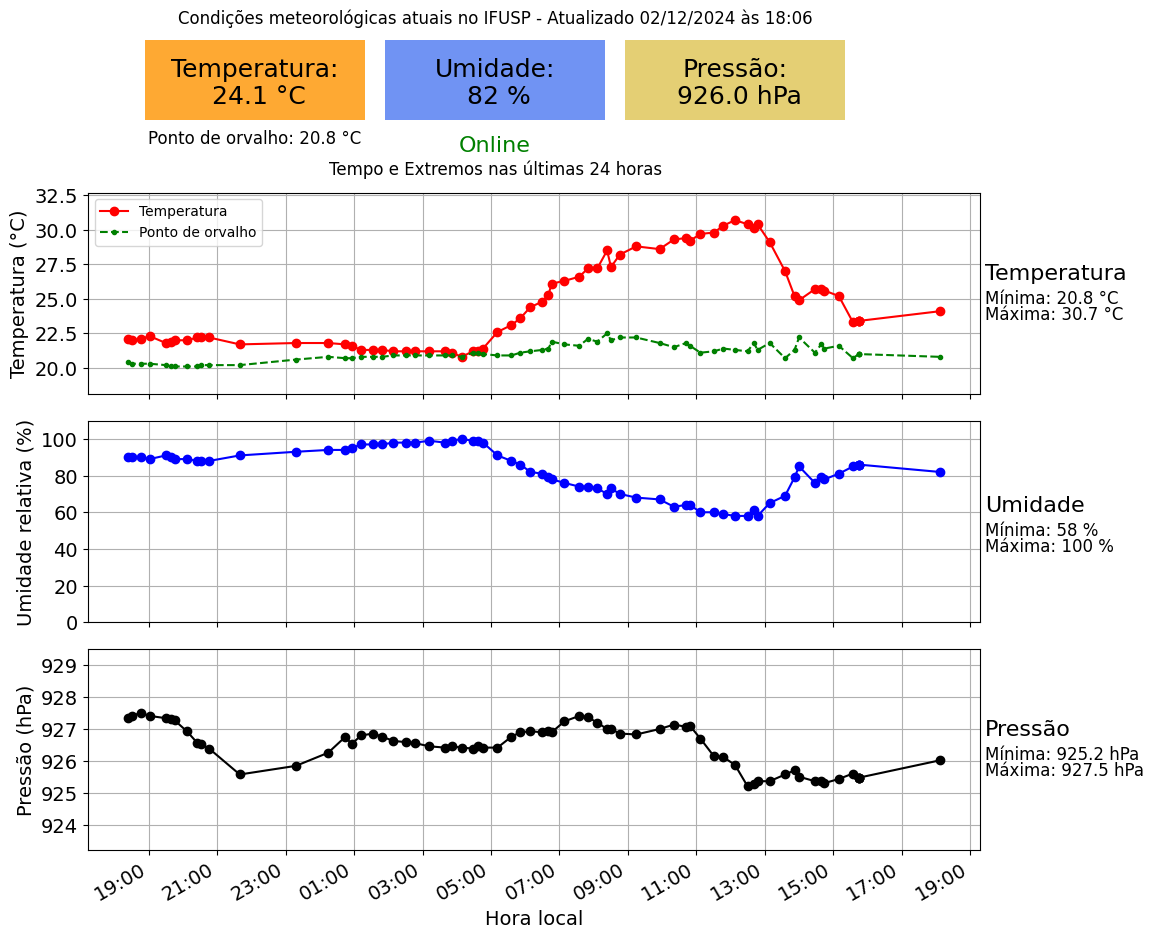 Condições meteorológicas atuais no IFUSP - Atualizado 02/12/2024 às 18:06
Temperatura:
24.1 °C
Umidade:
82 %
Pressão:
926.0 hPa
Ponto de orvalho: 20.8 °C
Online
Tempo e Extremos nas últimas 24 horas
Temperatura (°C)
32.5
30.0
27.5
25.0
22.5
20.0
Temperatura
Ponto de orvalho
Temperatura
Mínima: 20.8 °C
Máxima: 30.7 °C
Umidade relativa (%)
100
80
60
40
20
0
Umidade
Mínima: 58 %
Máxima: 100 %
Pressão (hPa)
929
928
927
926
925
924
Pressão
Mínima: 925.2 hPa
Máxima: 927.5 hPa
19:00 21:00 23:00 01:00 03:00 05:00 07:00 09:00 11:00 13:00 15:00 17:00 19:00
Hora local